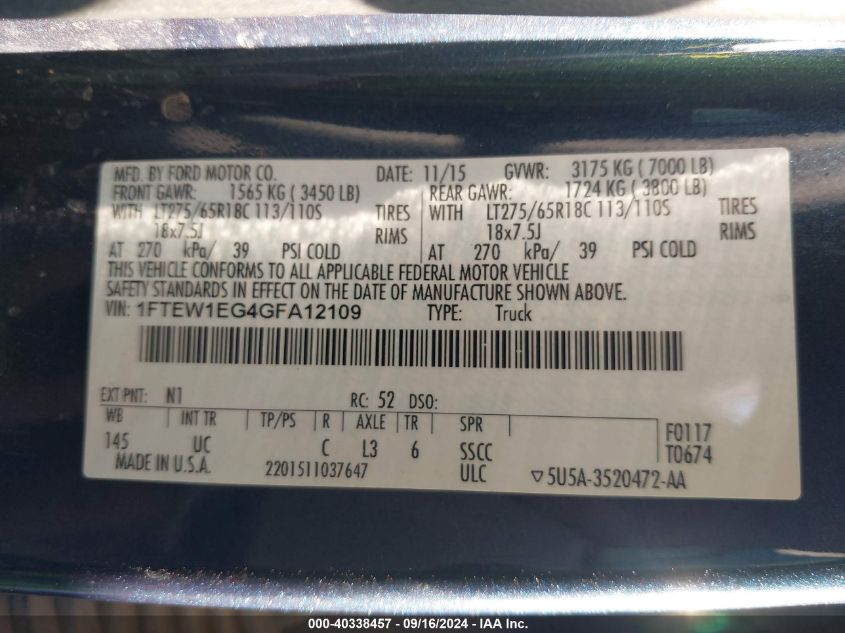 MFD. BY FORD MOTOR CO. DATE: 11/15 GVWR: 3175 KG ( 7000 LB)
FRONT GAWR: 1565 KG ( 3450 LB) REAR GAWR: 1724 KG ( 3800 LB)
WITH LT275/65R18C 113/110S TIRES WITH LT275/65R18C 113/110S TIRES
18x7.5J RIMS 18x7.5J RIMS
AT 270 kPa/ 39 PSI COLD AT 270 kPa/ 39 PSI COLD
THIS VEHICLE CONFORMS TO ALL APPLICABLE FEDERAL MOTOR VEHICLE
SAFETY STANDARDS IN EFFECT ON THE DATE OF MANUFACTURE SHOWN ABOVE.
VIN: 1FTEW1EG4GFA12109 TYPE: Truck
EXT PNT: N1 RC: 52 DSO:
WB INT TR TP/PS R AXLE TR SPR F0117
145 UC C L3 6 SSCC T0674
MADE IN U.S.A. 2201511037647 ULC ▽5U5A-3520472-AA
000-40338457 - 09/16/2024 - IAA Inc.